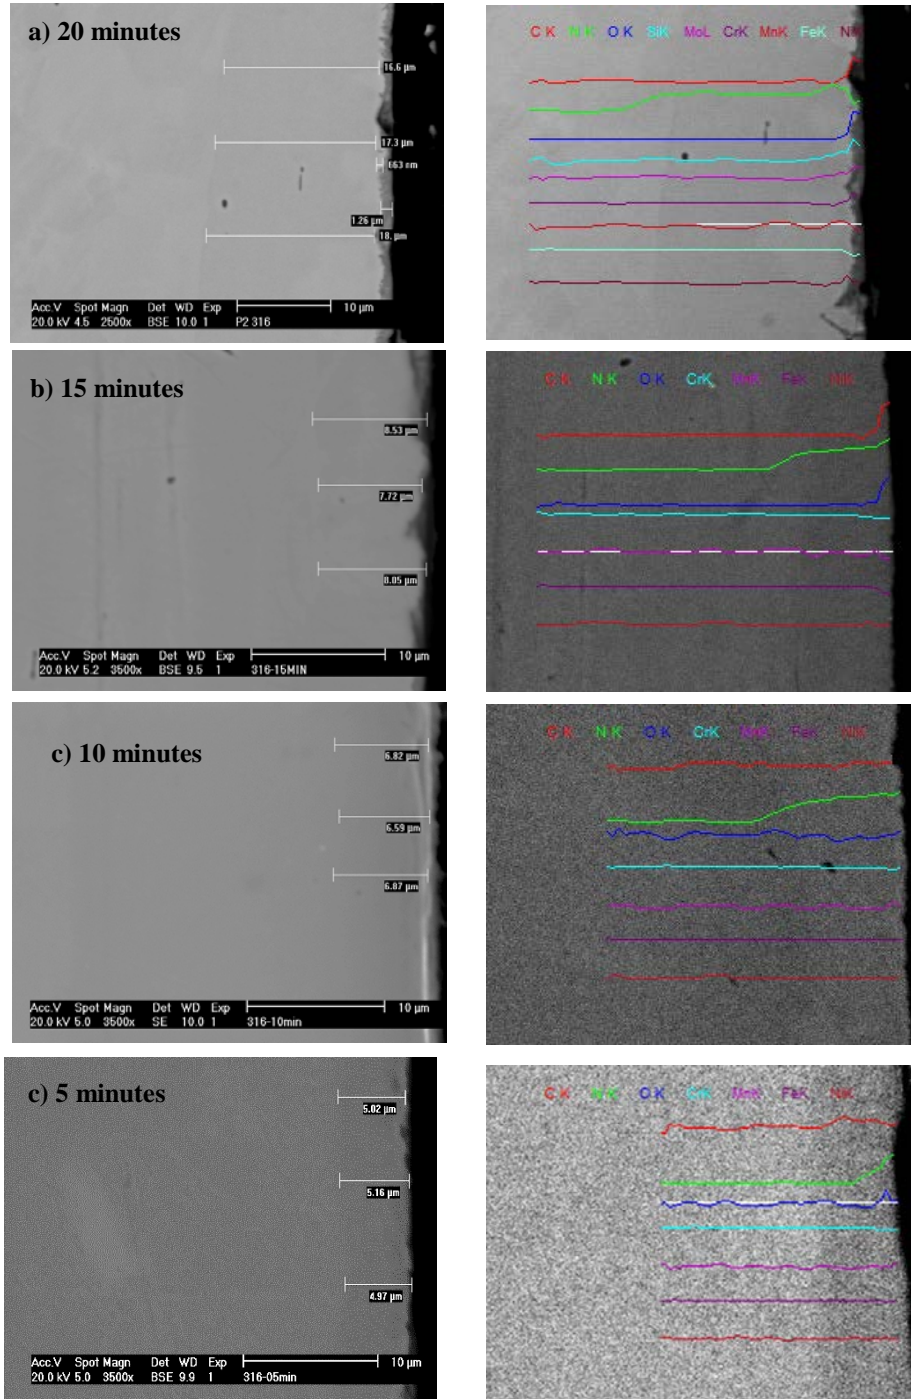 a) 20 minutes
16.6 µm
17.3 µm
663 nm
1.26 µm
18. µm
Acc.V Spot Magn Det WD Exp 10 µm
20.0 kV 4.5 2500x BSE 10.0 1 P2 316
C K N K O K SiK MoL CrK MnK FeK NiK
b) 15 minutes
8.53 µm
7.72 µm
8.05 µm
Acc.V Spot Magn Det WD Exp 10 µm
20.0 kV 5.2 3500x BSE 9.5 1 316-15MIN
C K N K O K CrK MnK FeK NiK
c) 10 minutes
6.82 µm
6.59 µm
6.87 µm
Acc.V Spot Magn Det WD Exp 10 µm
20.0 kV 5.0 3500x SE 10.0 1 316-10min
C K N K O K CrK MnK FeK NiK
c) 5 minutes
5.02 µm
5.16 µm
4.97 µm
Acc.V Spot Magn Det WD Exp 10 µm
20.0 kV 5.0 3500x BSE 9.9 1 316-05min
C K N K O K CrK MnK FeK NiK